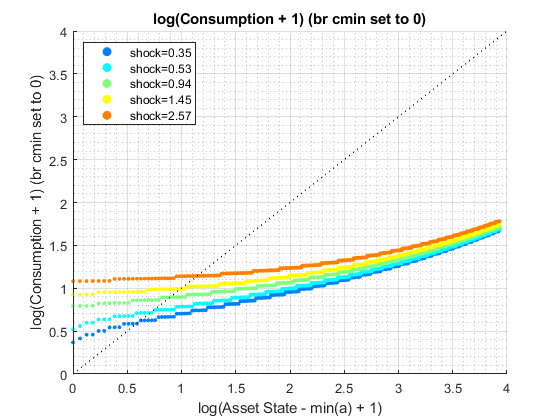 log(Consumption + 1) (br cmin set to 0)
log(Consumption + 1) (br cmin set to 0)
4
3.5
3
2.5
2
1.5
1
0.5
0
shock=0.35
shock=0.53
shock=0.94
shock=1.45
shock=2.57
0
0.5
1
1.5
2
2.5
3
3.5
4
log(Asset State - min(a) + 1)